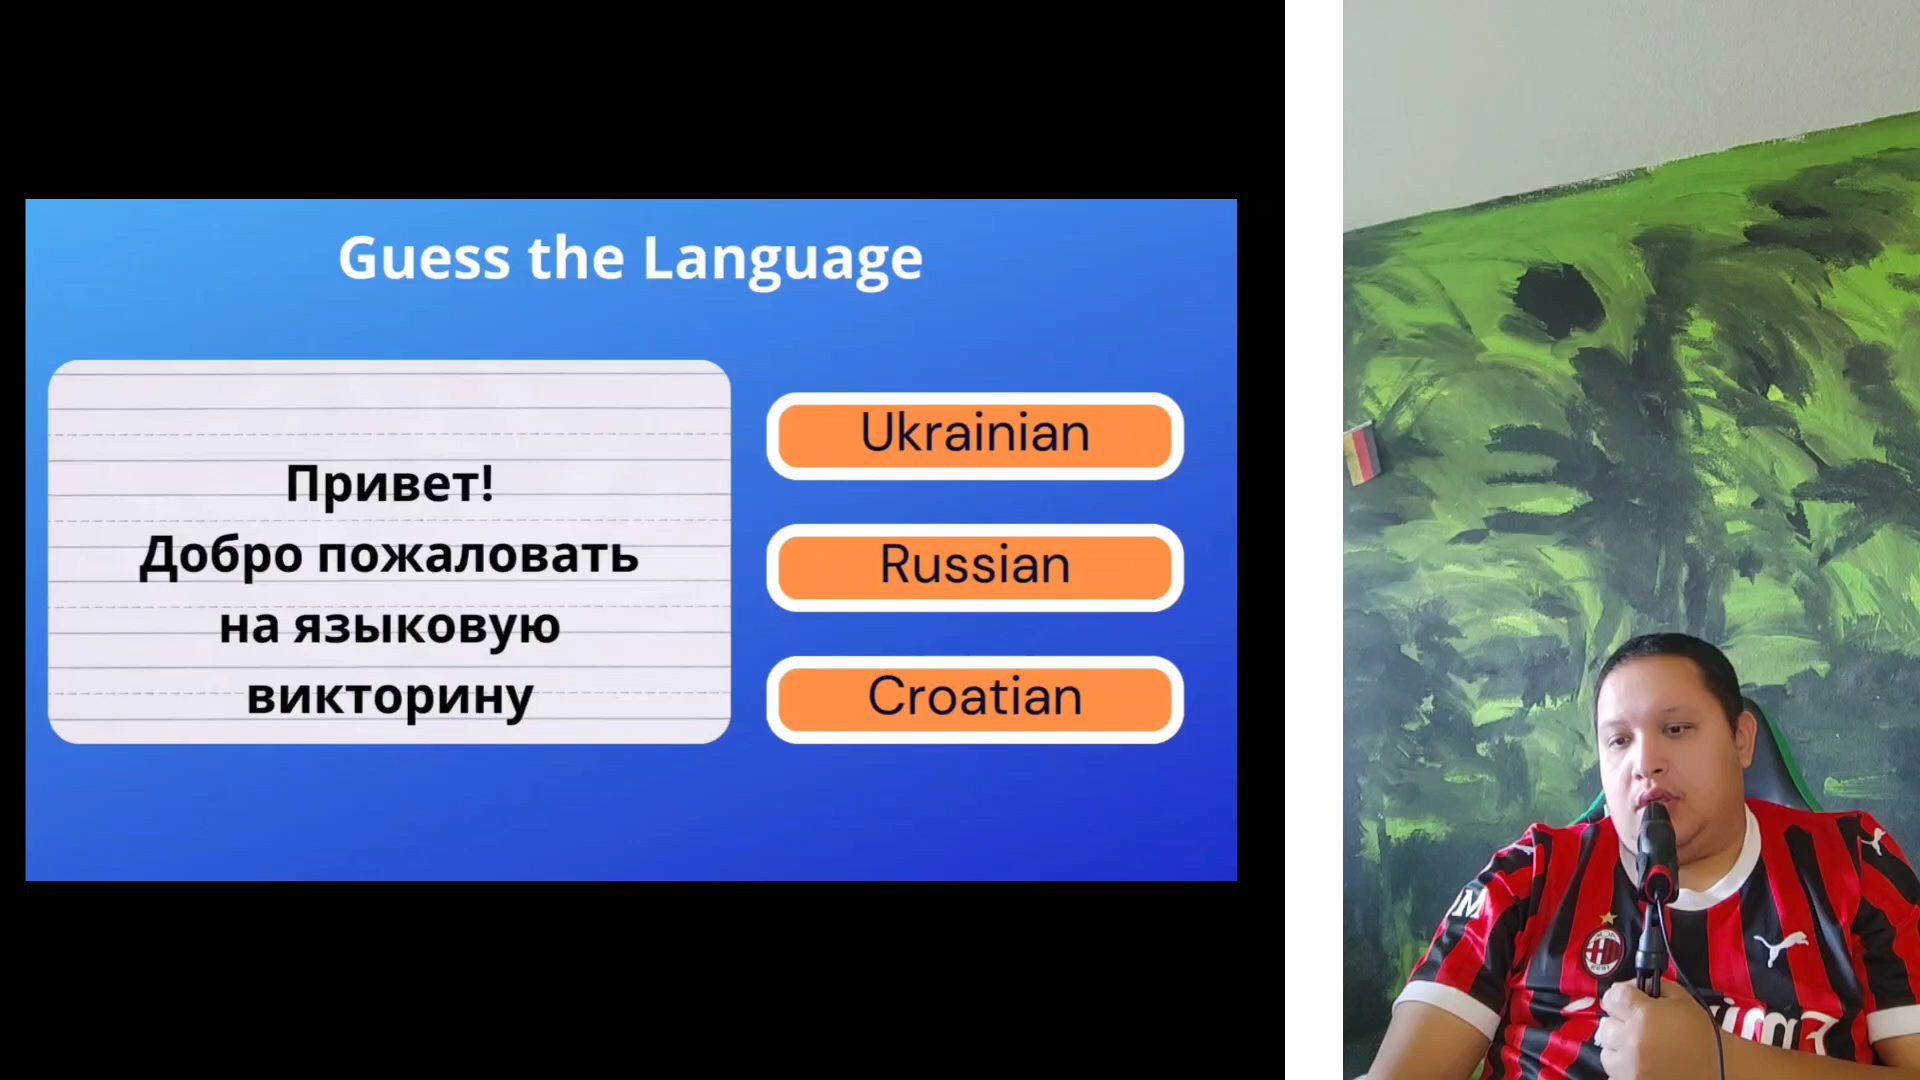 Guess the Language
Привет!
Добро пожаловать
на языковую
викторину
Ukrainian
Russian
Croatian